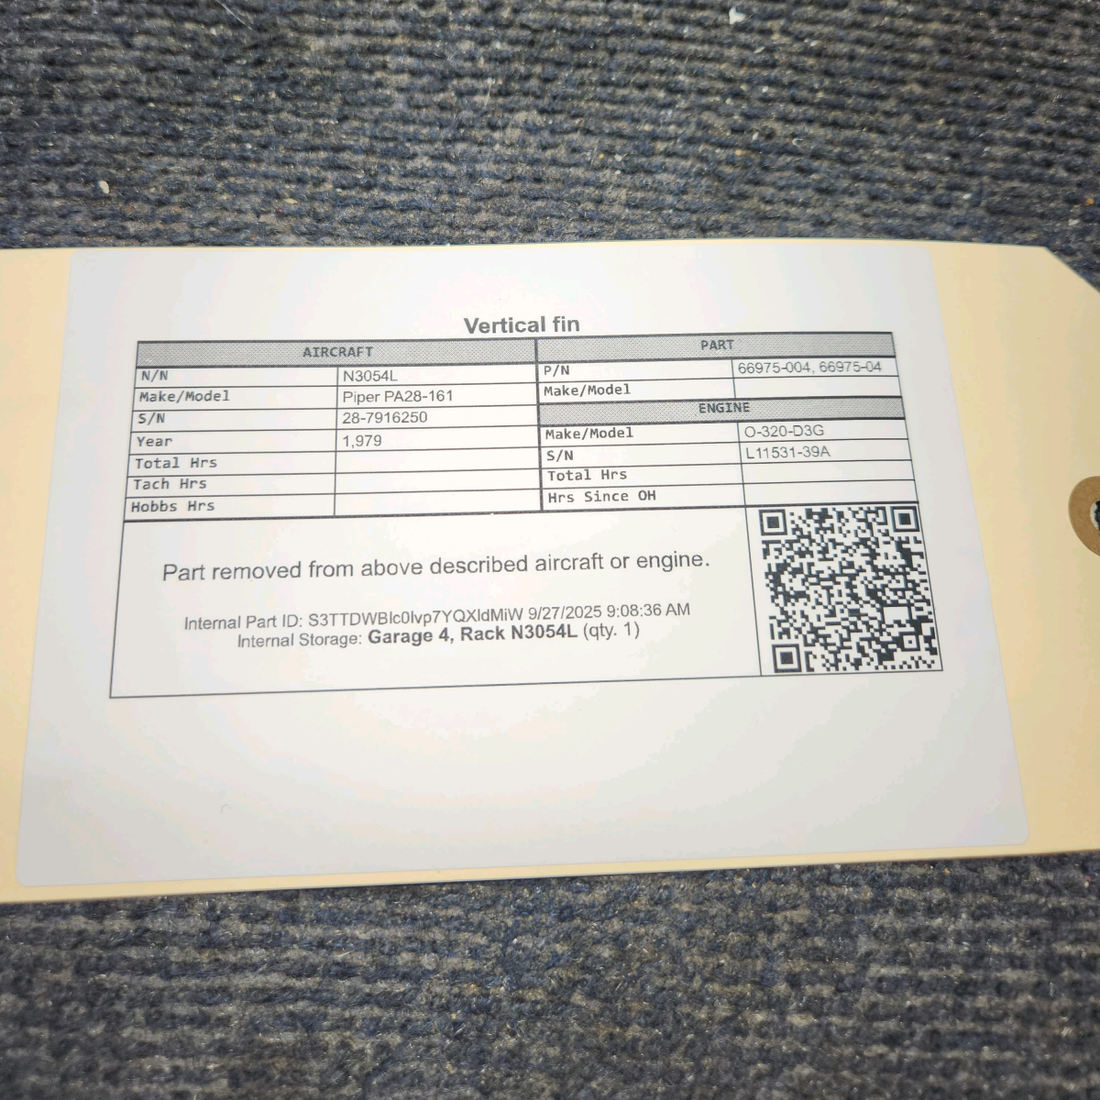 Vertical fin
AIRCRAFT
N/N N3054L
Make/Model Piper PA28-161
S/N 28-7916250
Year 1,979
Total Hrs
Tach Hrs
Hobbs Hrs
PART
P/N 66975-004, 66975-04
Make/Model
ENGINE
Make/Model O-320-D3G
S/N L11531-39A
Total Hrs
Hrs Since OH
Part removed from above described aircraft or engine.
Internal Part ID: S3TTDWBIc0lvp7YQXIdMiW 9/27/2025 9:08:36 AM
Internal Storage: Garage 4, Rack N3054L (qty. 1)